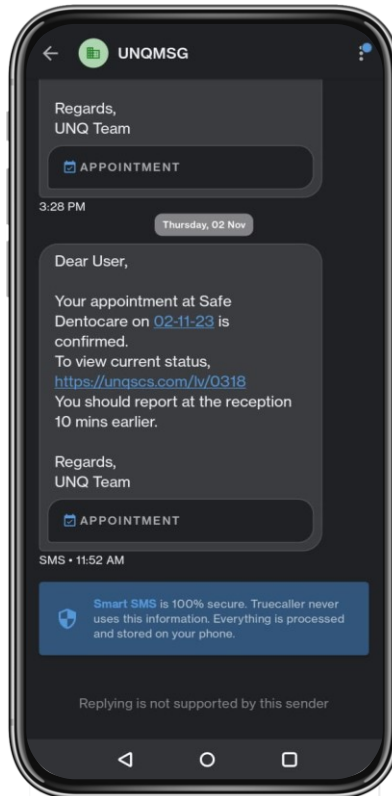 UNQMSG
Regards,
UNQ Team
APPOINTMENT
3:28 PM
Thursday, 02 Nov
Dear User,
Your appointment at Safe
Dentocare on 02-11-23 is
confirmed.
To view current status,
https://unqscs.com/lv/0318
You should report at the reception
10 mins earlier.
Regards,
UNQ Team
APPOINTMENT
SMS • 11:52 AM
Smart SMS is 100% secure. Truecaller never
uses this information. Everything is processed
and stored on your phone.
Replying is not supported by this sender